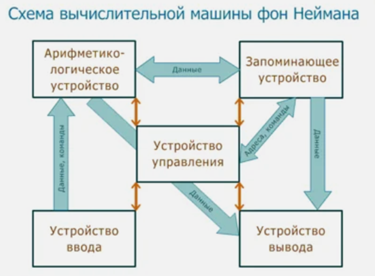 Схема вычислительной машины фон Неймана
Арифметико-
логическое
устройство
Данные
Запоминающее
устройство
Данные, команды
Устройство
управления
Адреса, команды
Данные
Данные
Устройство
ввода
Устройство
вывода